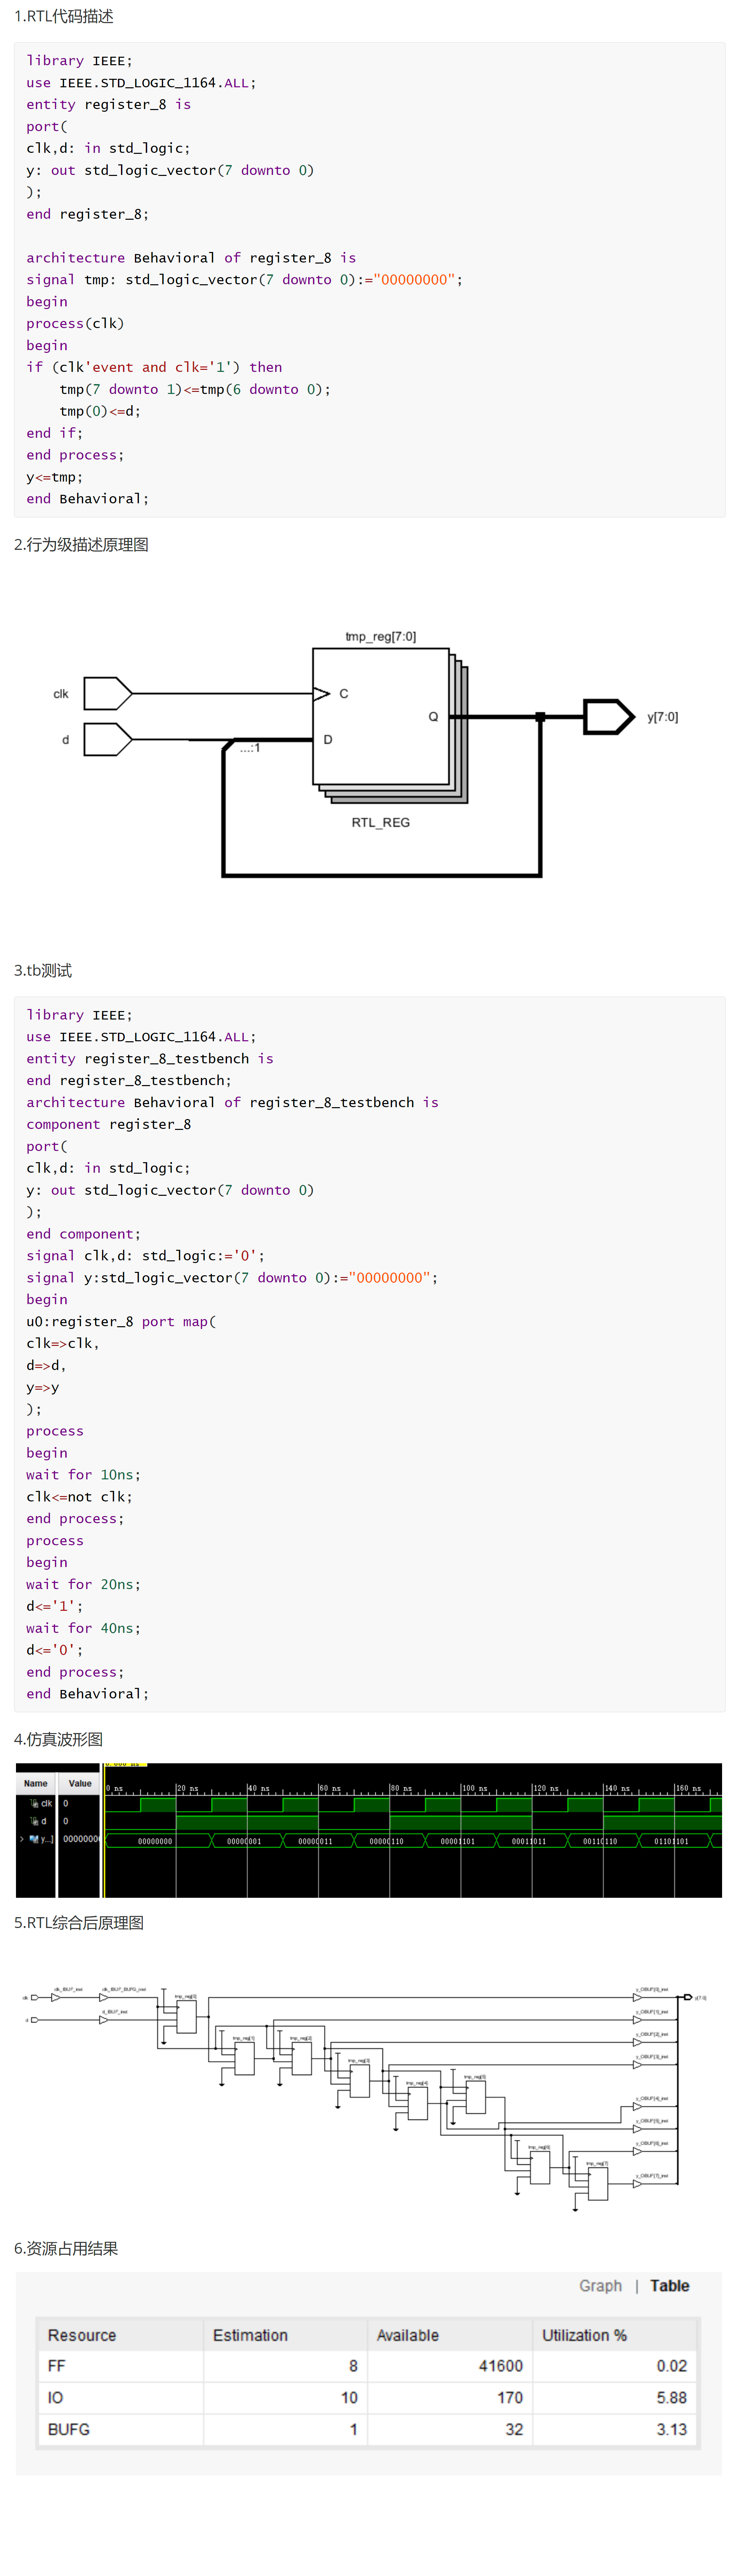 1.RTL代码描述
library IEEE;
use IEEE.STD_LOGIC_1164.ALL;
entity register_8 is
port(
clk,d: in std_logic;
y: out std_logic_vector(7 downto 0)
);
end register_8;
architecture Behavioral of register_8 is
signal tmp: std_logic_vector(7 downto 0):="00000000";
begin
process(clk)
begin
if (clk'event and clk='1') then
tmp(7 downto 1)<=tmp(6 downto 0);
tmp(0)<=d;
end if;
end process;
y<=tmp;
end Behavioral;
2.行为级描述原理图
tmp_reg[7:0]
clk
C
Q
y[7:0]
d
...:1
D
RTL_REG
3.tb测试
library IEEE;
use IEEE.STD_LOGIC_1164.ALL;
entity register_8_testbench is
end register_8_testbench;
architecture Behavioral of register_8_testbench is
component register_8
port(
clk,d: in std_logic;
y: out std_logic_vector(7 downto 0)
);
end component;
signal clk,d: std_logic:='0';
signal y:std_logic_vector(7 downto 0):="00000000";
begin
u0:register_8 port map(
clk=>clk,
d=>d,
y=>y
);
process
begin
wait for 10ns;
clk<=not clk;
end process;
process
begin
wait for 20ns;
d<='1';
wait for 40ns;
d<='0';
end process;
end Behavioral;
4.仿真波形图
Name Value
0 ns 20 ns 40 ns 60 ns 80 ns 100 ns 120 ns 140 ns 160 ns
clk 0
d 0
y...] 0000000 00000000 00000001 00000011 00000110 00001101 00011011 00110110 01101101
5.RTL综合后原理图
clk_IBUF_inst clk_IBUF_BUFG_inst tmp_reg[0] y_OBUF[0]_inst
clk y[7:0]
d_IBUF_inst y_OBUF[1]_inst
d
tmp_reg[1] tmp_reg[2] y_OBUF[2]_inst
tmp_reg[3] y_OBUF[3]_inst
tmp_reg[4] tmp_reg[5] y_OBUF[4]_inst
y_OBUF[5]_inst
tmp_reg[6] y_OBUF[6]_inst
tmp_reg[7] y_OBUF[7]_inst
6.资源占用结果
Graph | Table
Resource Estimation Available Utilization %
FF 8 41600 0.02
IO 10 170 5.88
BUFG 1 32 3.13